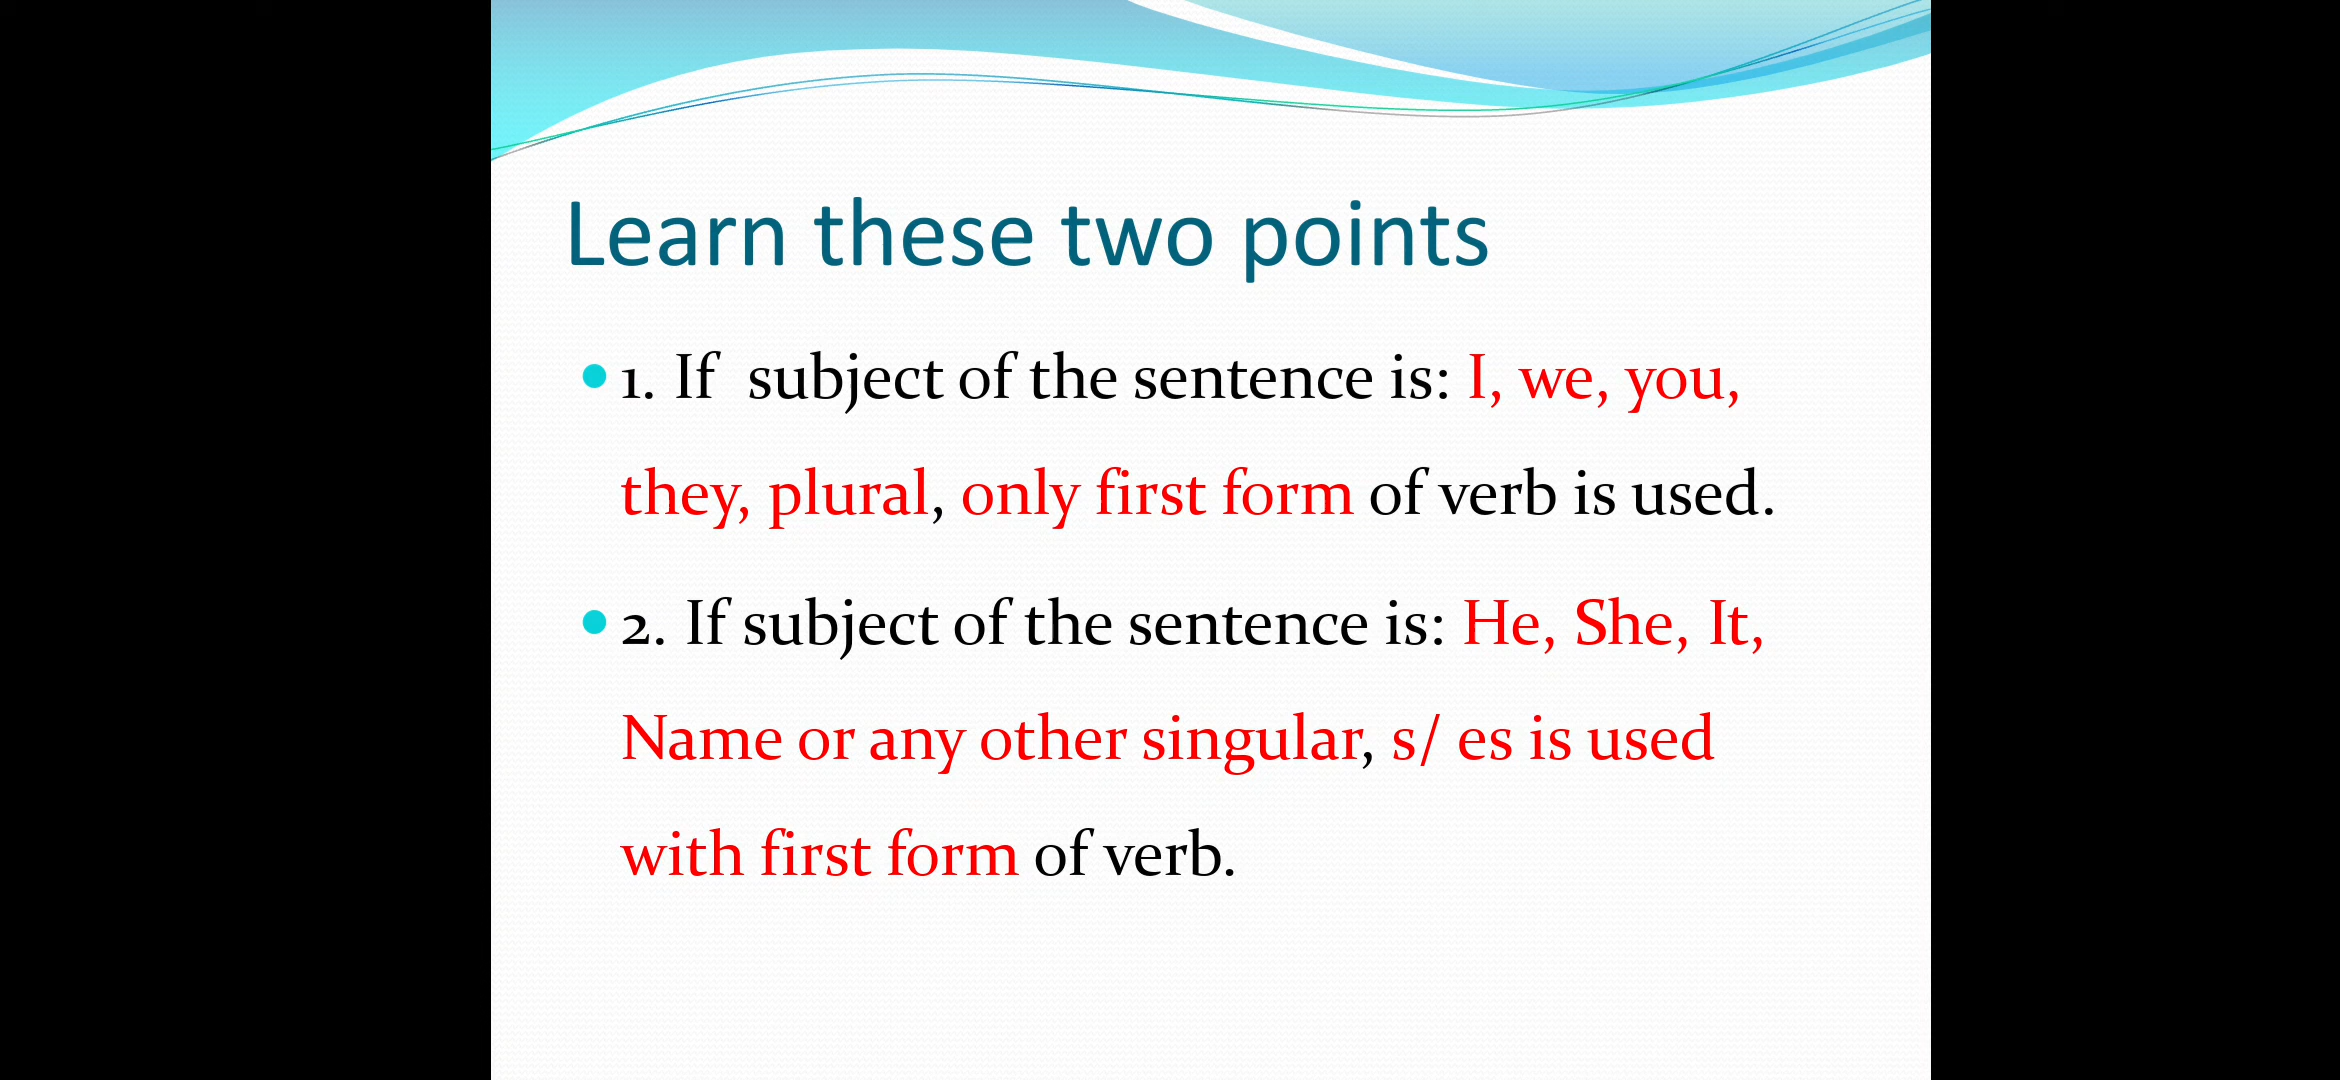 Learn these two points
• 1. If  subject of the sentence is: I, we, you,
they, plural, only first form of verb is used.
• 2. If subject of the sentence is: He, She, It,
Name or any other singular, s/ es is used
with first form of verb.